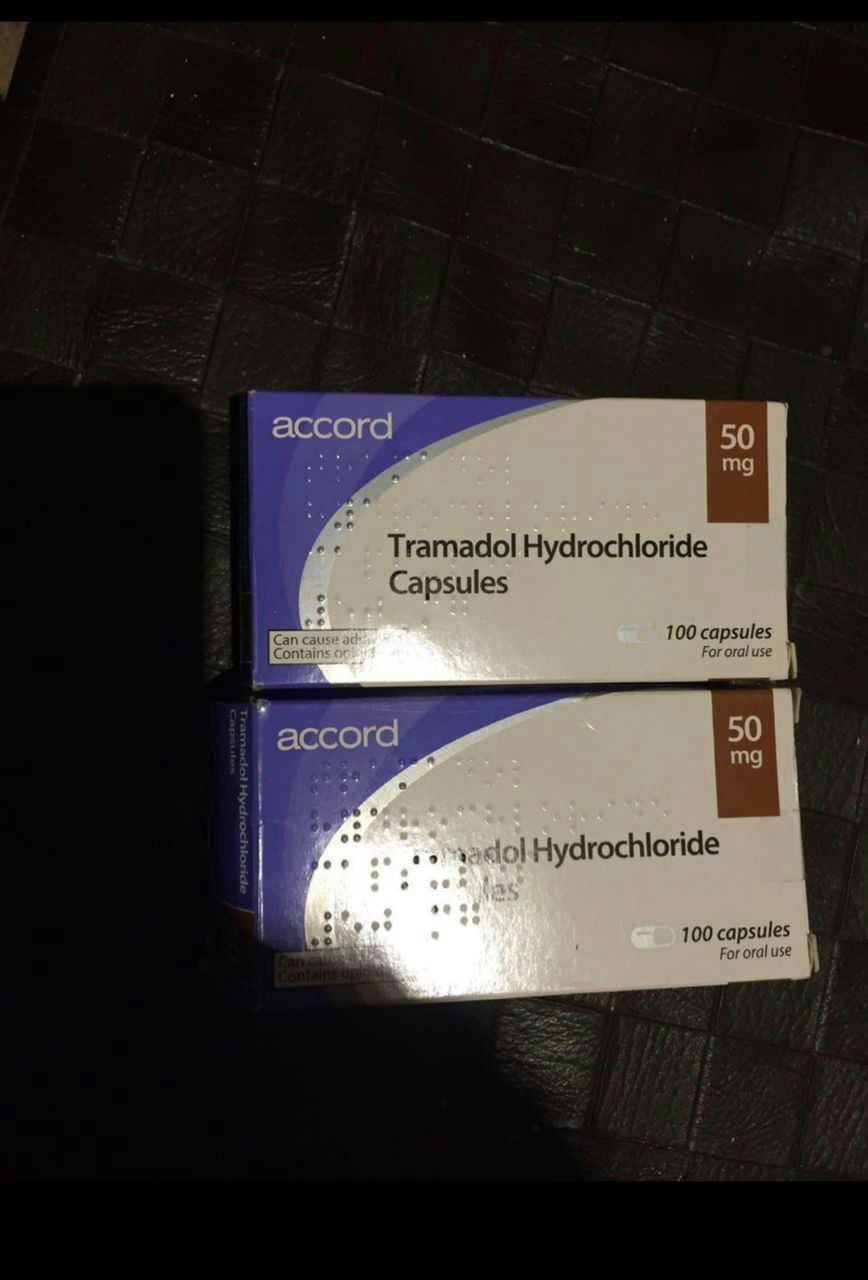 accord
50
mg
Tramadol Hydrochloride
Capsules
Can cause
Contains
100 capsules
For oral use
Tramadol Hydrochloride
Capsules
accord
50
mg
Hydrochloride
100 capsules
For oral use
Contains